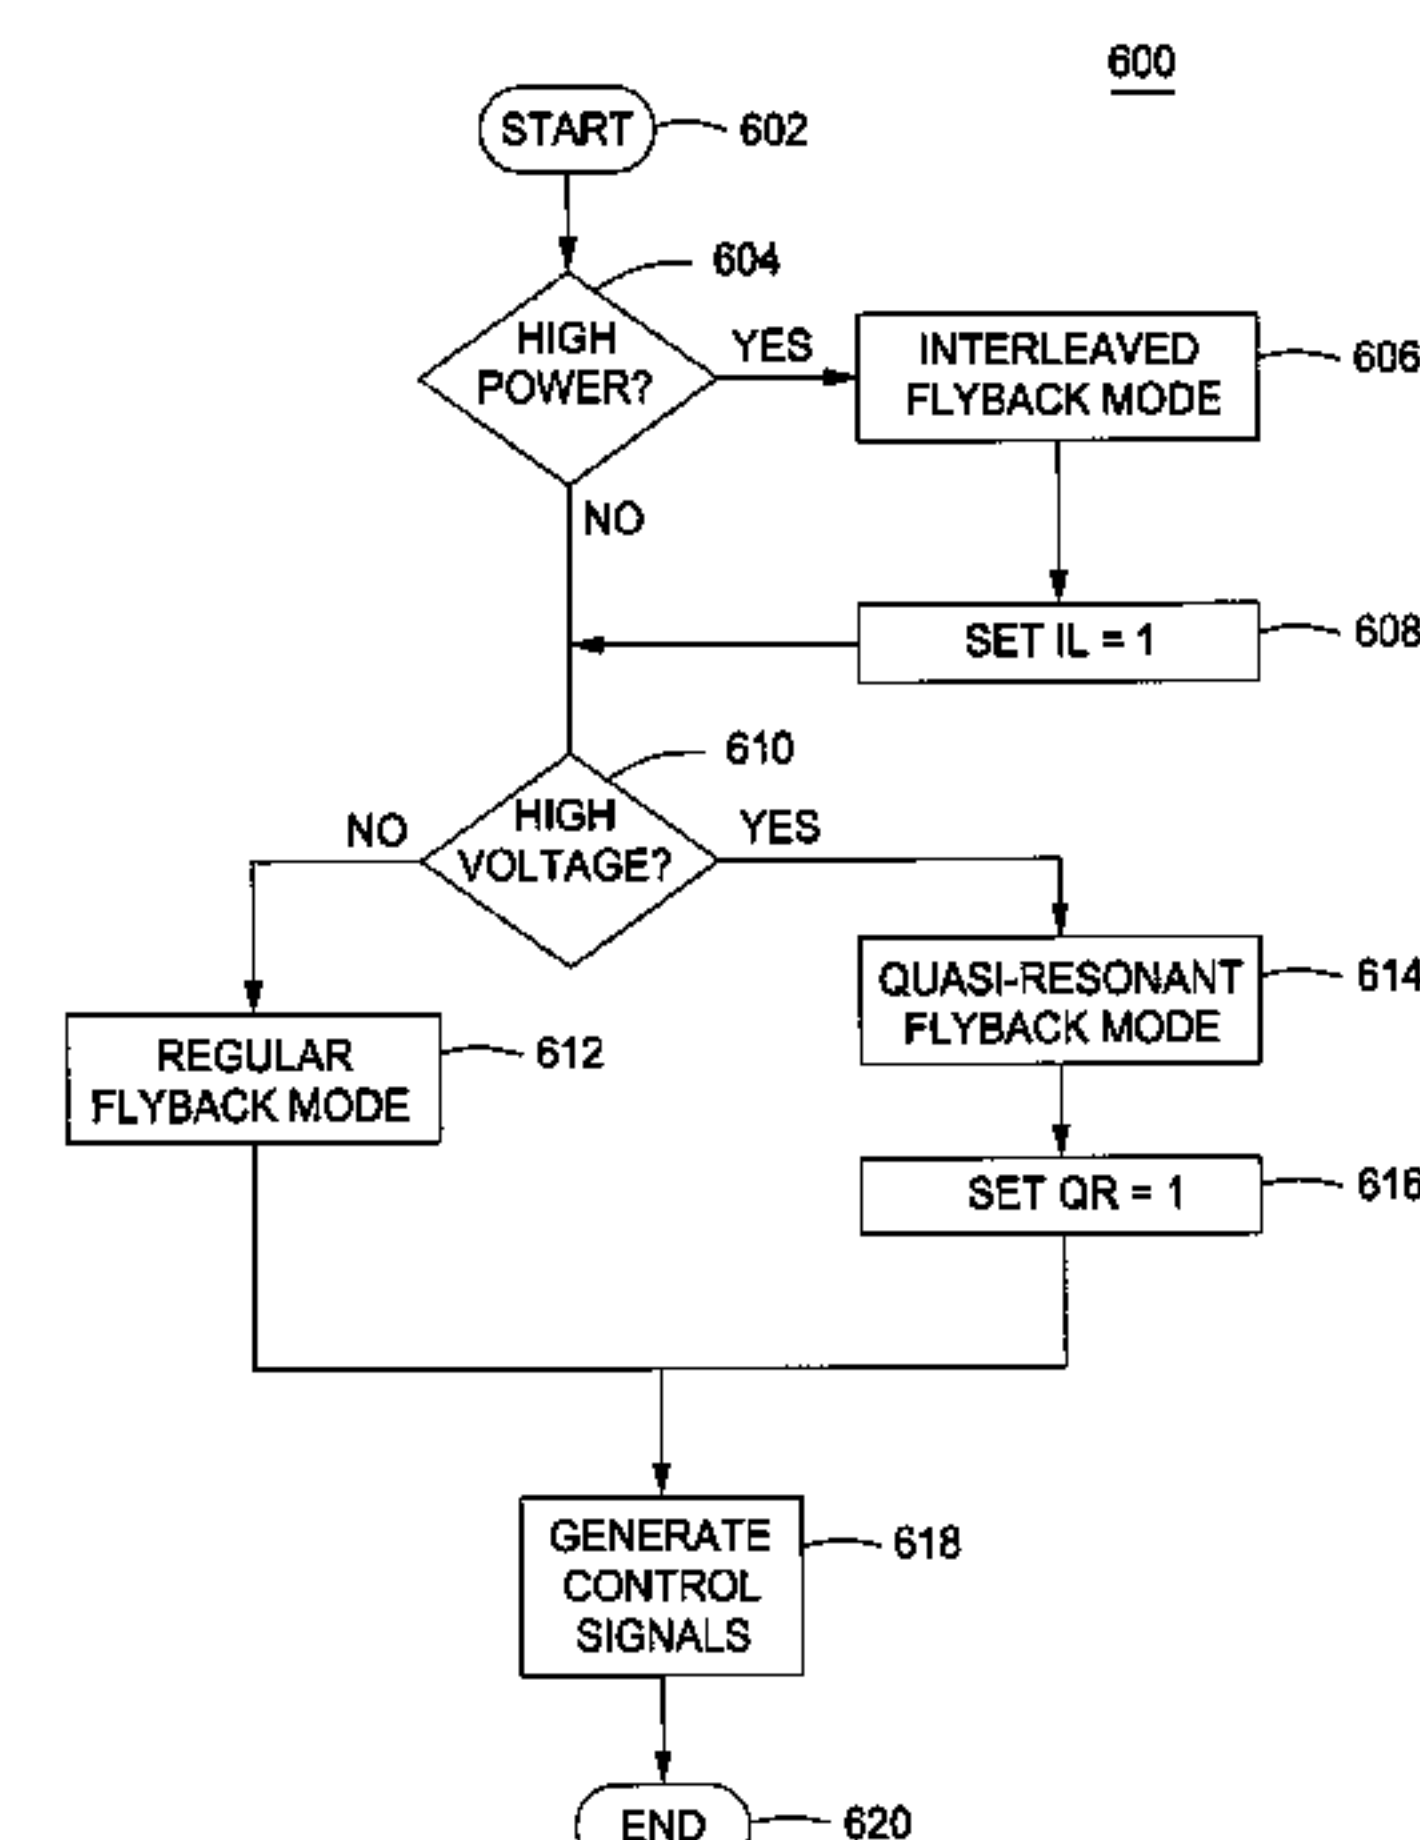 600
START
602
604
HIGH
POWER?
YES
INTERLEAVED
FLYBACK MODE
606
NO
SET IL = 1
608
610
HIGH
VOLTAGE?
NO
YES
QUASI-RESONANT
FLYBACK MODE
614
REGULAR
FLYBACK MODE
612
SET QR = 1
616
GENERATE
CONTROL
SIGNALS
618
END
620